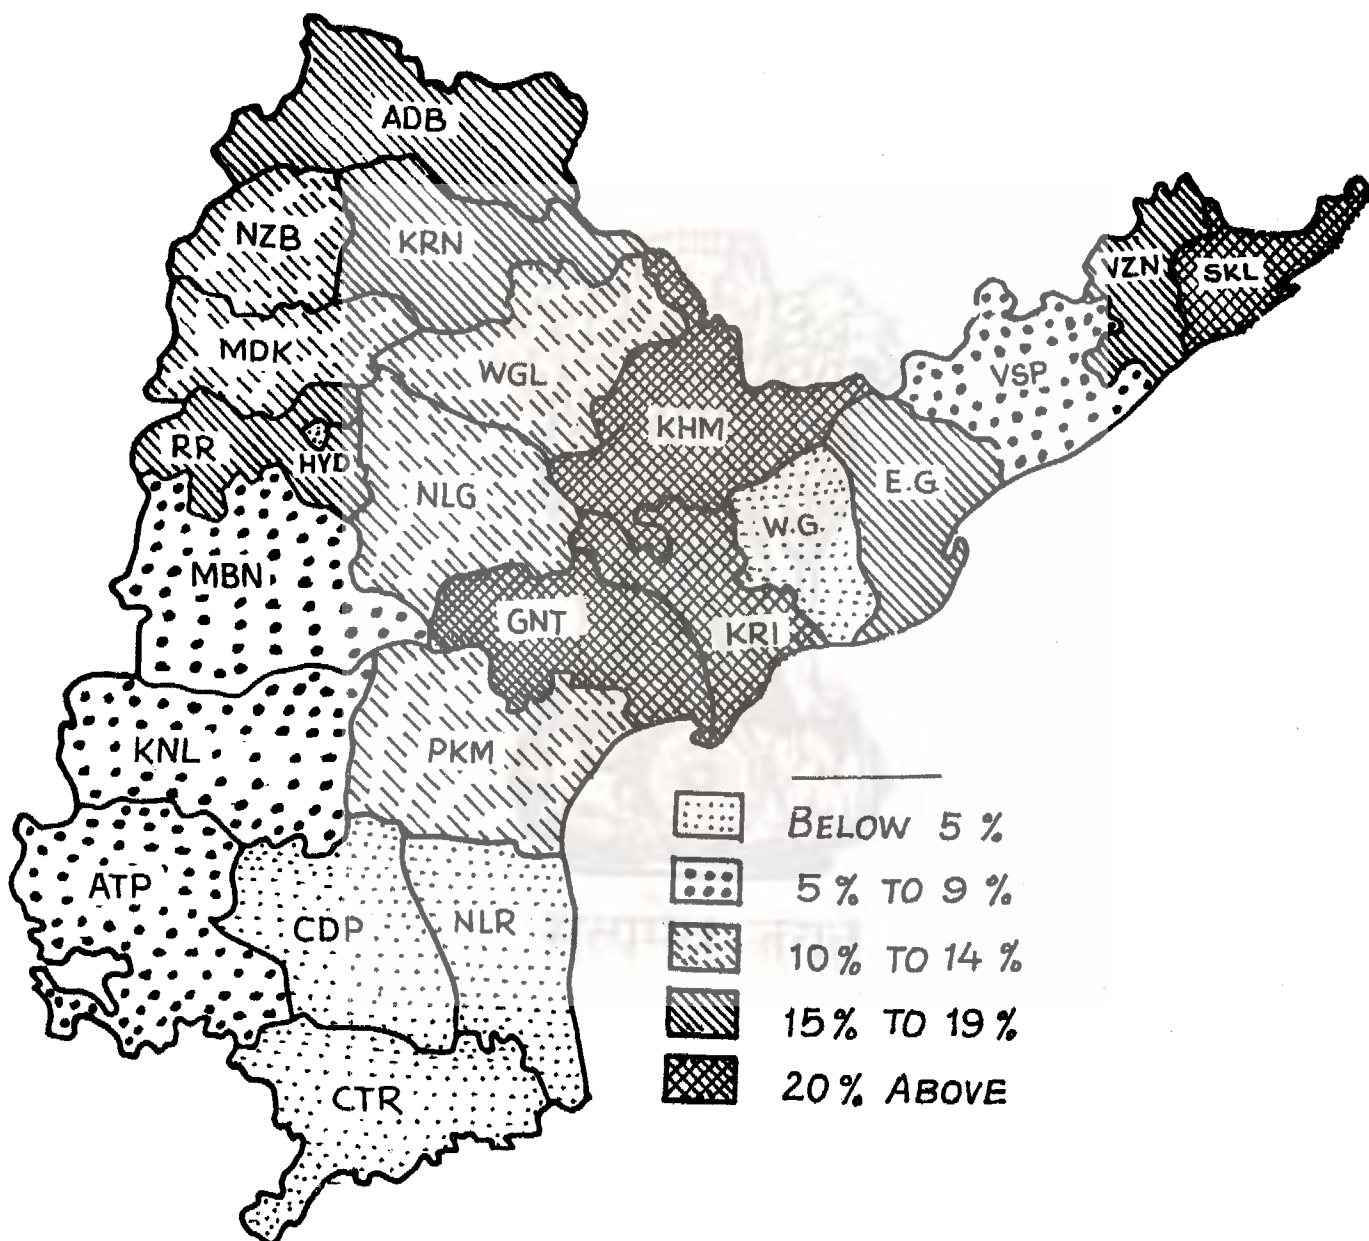 ADB
NZB
KRN
VZN
SKL
MDK
WGL
VSP
KHM
RR
HYD
NLG
E.G.
W.G.
MBN
GNT
KRI
KNL
PKM
BELOW 5 %
5 % TO 9 %
ATP
CDP
NLR
10% TO 14 %
15 % TO 19 %
20 % ABOVE
CTR